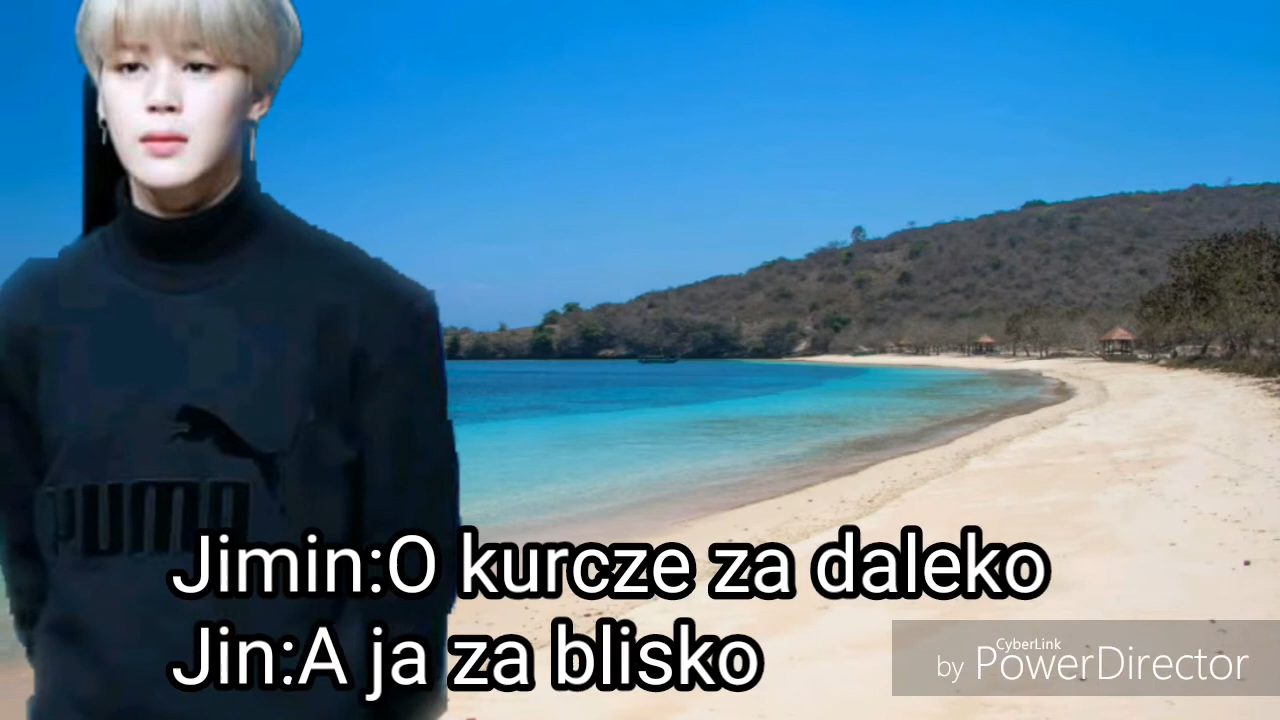 PUMA
Jimin:O kurcze za daleko
Jin:A ja za blisko
CyberLink
by PowerDirector